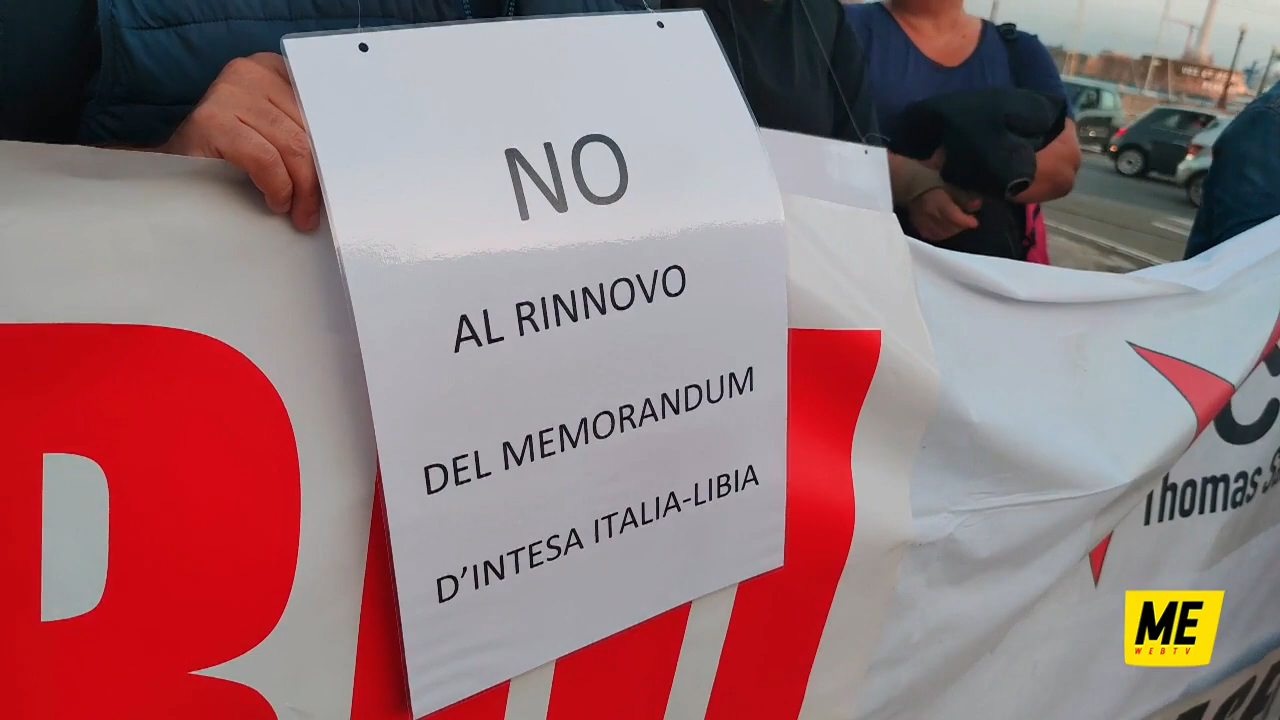 NO
AL RINNOVO
DEL MEMORANDUM
D'INTESA ITALIA-LIBIA
Thomas
ME
WEBTV